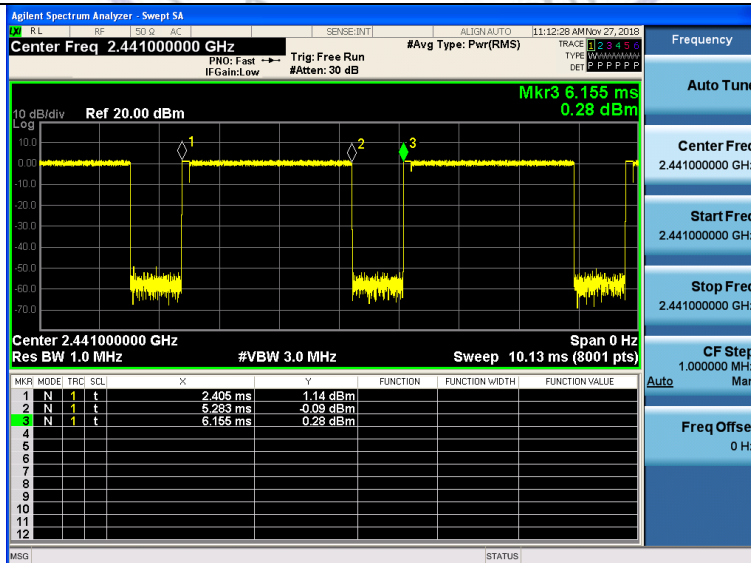 Agilent Spectrum Analyzer - Swept SA
LXI RL RF 50 Ω AC SENSE:INT ALIGNAUTO 11:12:28 AM Nov 27, 2018
Center Freq 2.441000000 GHz
PNO: Fast
IFGain:Low
Trig: Free Run
#Atten: 30 dB
#Avg Type: Pwr(RMS)
TRACE 1 2 3 4 5 6
TYPE W
DET P P P P P P
Mkr3 6.155 ms
0.28 dBm
10 dB/div Ref 20.00 dBm
Log
10.0
0.00
-10.0
-20.0
-30.0
-40.0
-50.0
-60.0
-70.0
1
2
3
Center 2.441000000 GHz Span 0 Hz
Res BW 1.0 MHz #VBW 3.0 MHz Sweep 10.13 ms (8001 pts)
MKR MODE TRC SCL X Y FUNCTION FUNCTION WIDTH FUNCTION VALUE
1 N 1 t 2.405 ms 1.14 dBm
2 N 1 t 5.283 ms -0.09 dBm
3 N 1 t 6.155 ms 0.28 dBm
4
5
6
7
8
9
10
11
12
MSG STATUS
Frequency
Auto Tune
Center Freq
2.441000000 GHz
Start Freq
2.441000000 GHz
Stop Freq
2.441000000 GHz
CF Step
1.000000 MHz
Auto Man
Freq Offset
0 Hz